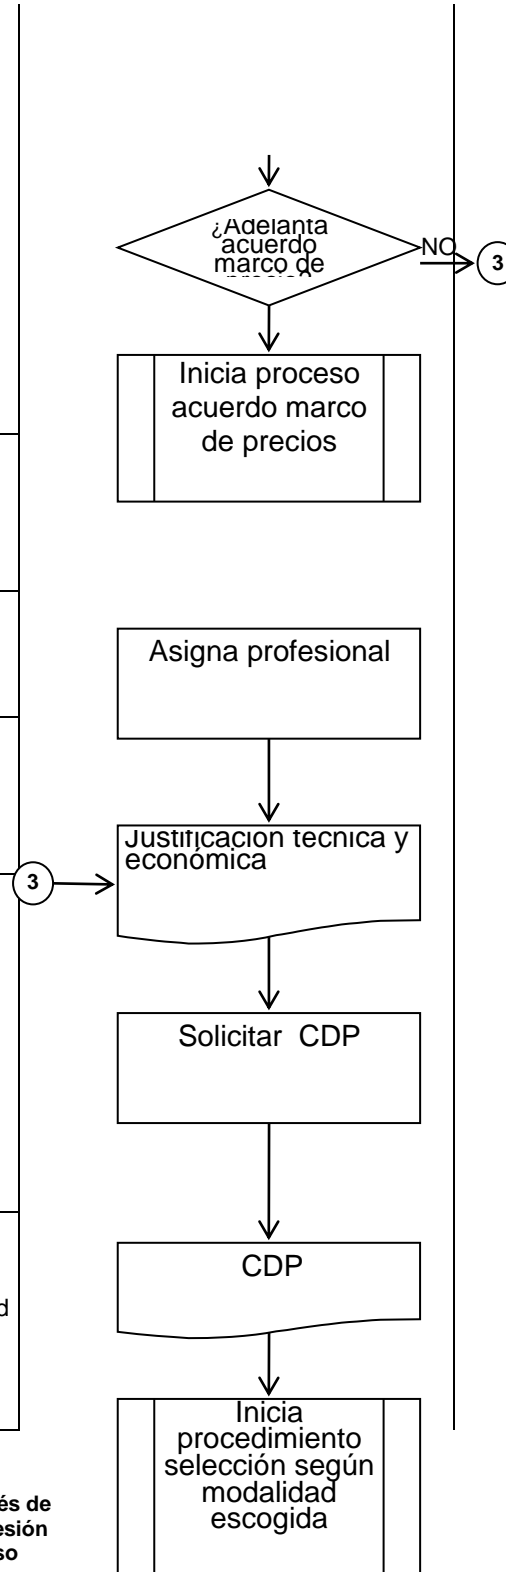 ¿Adelanta
acuerdo
marco de
NO
3
Inicia proceso
acuerdo marco
de precios
Asigna profesional
Justificación técnica y
económica
3
Solicitar CDP
CDP
d
Inicia
procedimiento
selección según
modalidad
escogida
és de
esión
so